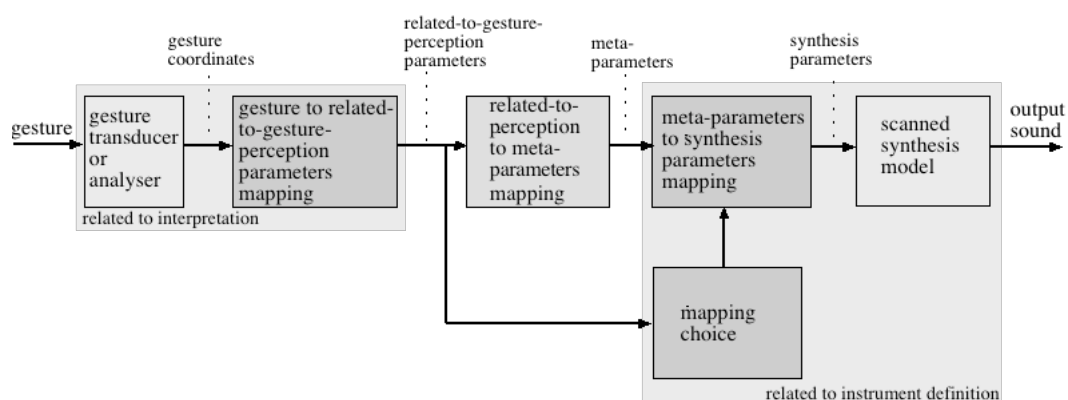 gesture
gesture
coordinates
related-to-gesture-
perception
parameters
meta-
parameters
synthesis
parameters
output
sound
gesture
transducer
or
analyser
gesture to related-
to-gesture-
perception
parameters
mapping
related to interpretation
related-to-
perception
to meta-
parameters
mapping
meta-parameters
to synthesis
parameters
mapping
scanned
synthesis
model
mapping
choice
related to instrument definition